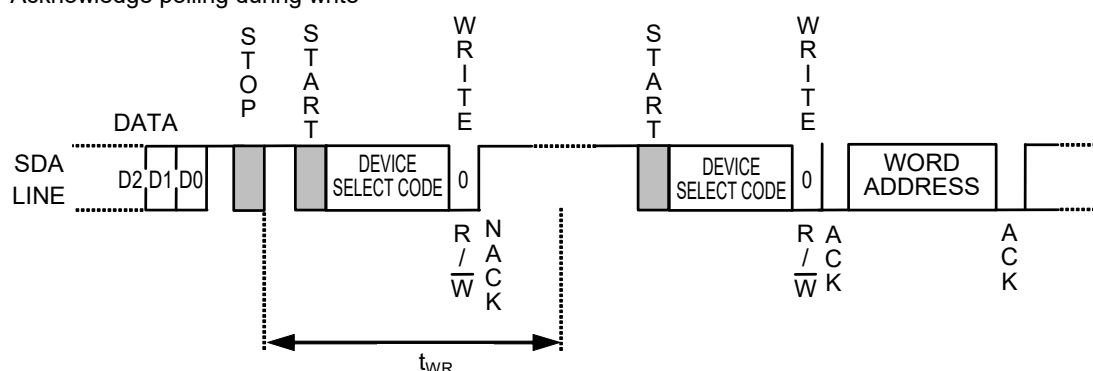 Acknowledge polling during write
STOP
START
WRITE
START
WRITE
DATA
SDA
LINE
D2 D1 D0
DEVICE
SELECT CODE
0
DEVICE
SELECT CODE
0
WORD
ADDRESS
R/W
NACK
R/W
ACK
ACK
tWR